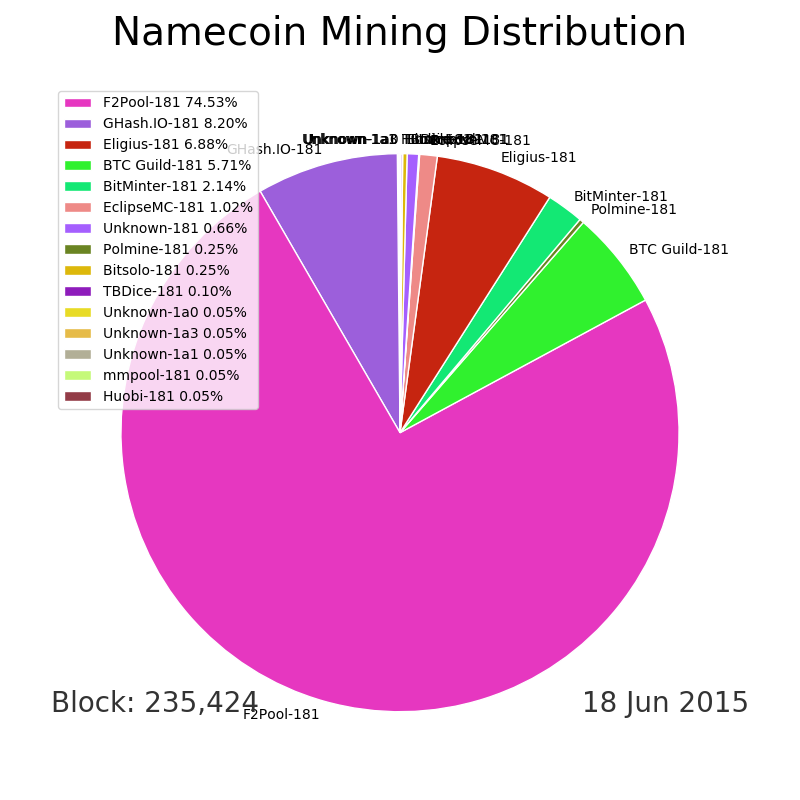 Namecoin Mining Distribution
F2Pool-181 74.53%
GHash.IO-181 8.20%
Eligius-181 6.88%
BTC Guild-181 5.71%
BitMinter-181 2.14%
EclipseMC-181 1.02%
Unknown-181 0.66%
Polmine-181 0.25%
Bitsolo-181 0.25%
TBDice-181 0.10%
Unknown-1a0 0.05%
Unknown-1a3 0.05%
Unknown-1a1 0.05%
mmpool-181 0.05%
Huobi-181 0.05%
GHash.IO-181
Unknown-1a3
Eligius-181
BitMinter-181
Polmine-181
BTC Guild-181
F2Pool-181
Block: 235,424
18 Jun 2015